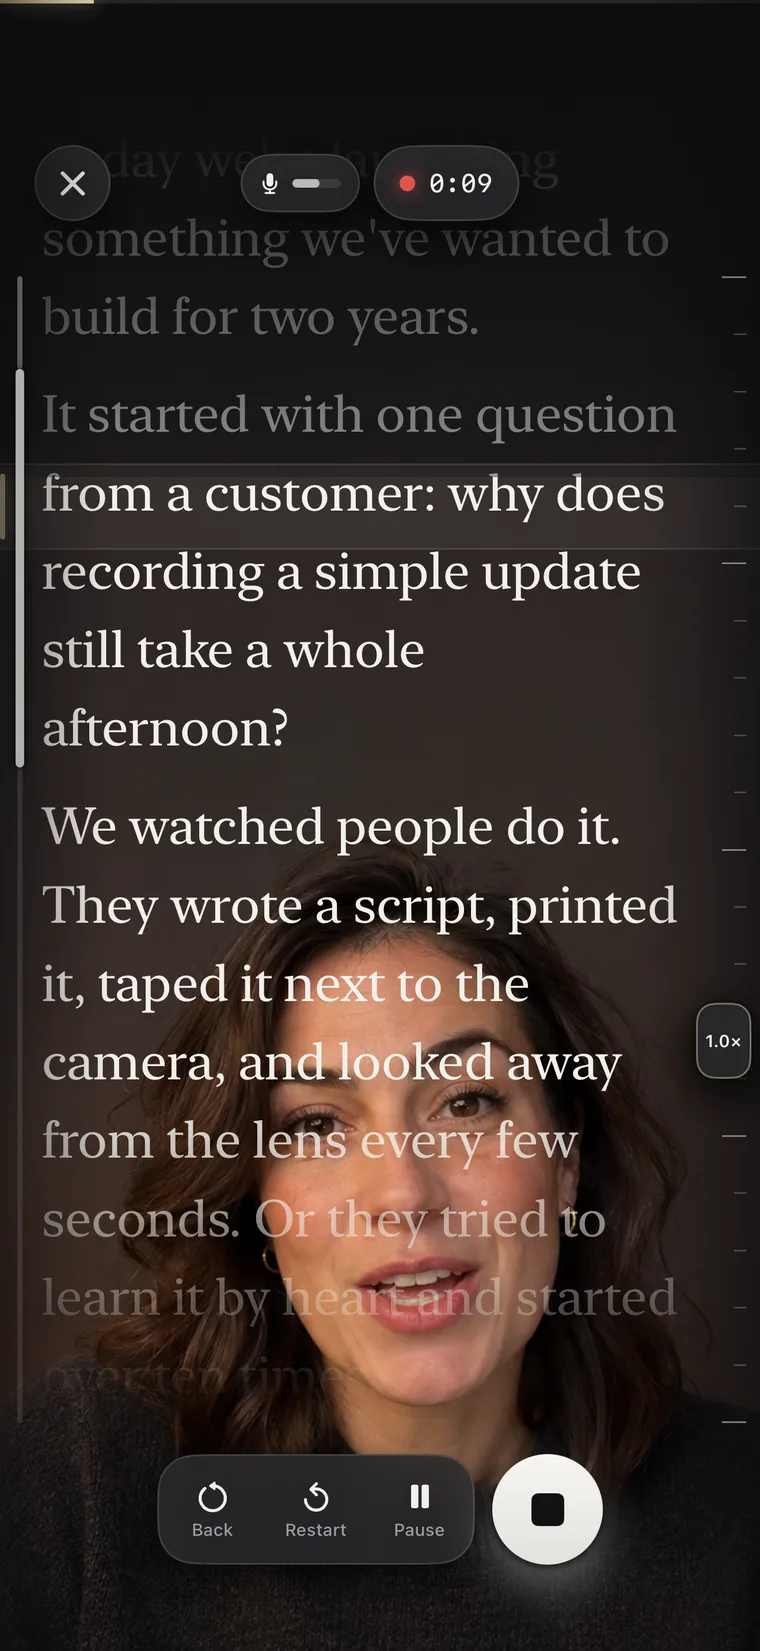 0:09
something we've wanted to
build for two years.
It started with one question
from a customer: why does
recording a simple update
still take a whole
afternoon?
We watched people do it.
They wrote a script, printed
it, taped it next to the
camera, and looked away
1.0×
from the lens every few
seconds. Or they tried to
learn it by heart and started
over ten
Back Restart Pause